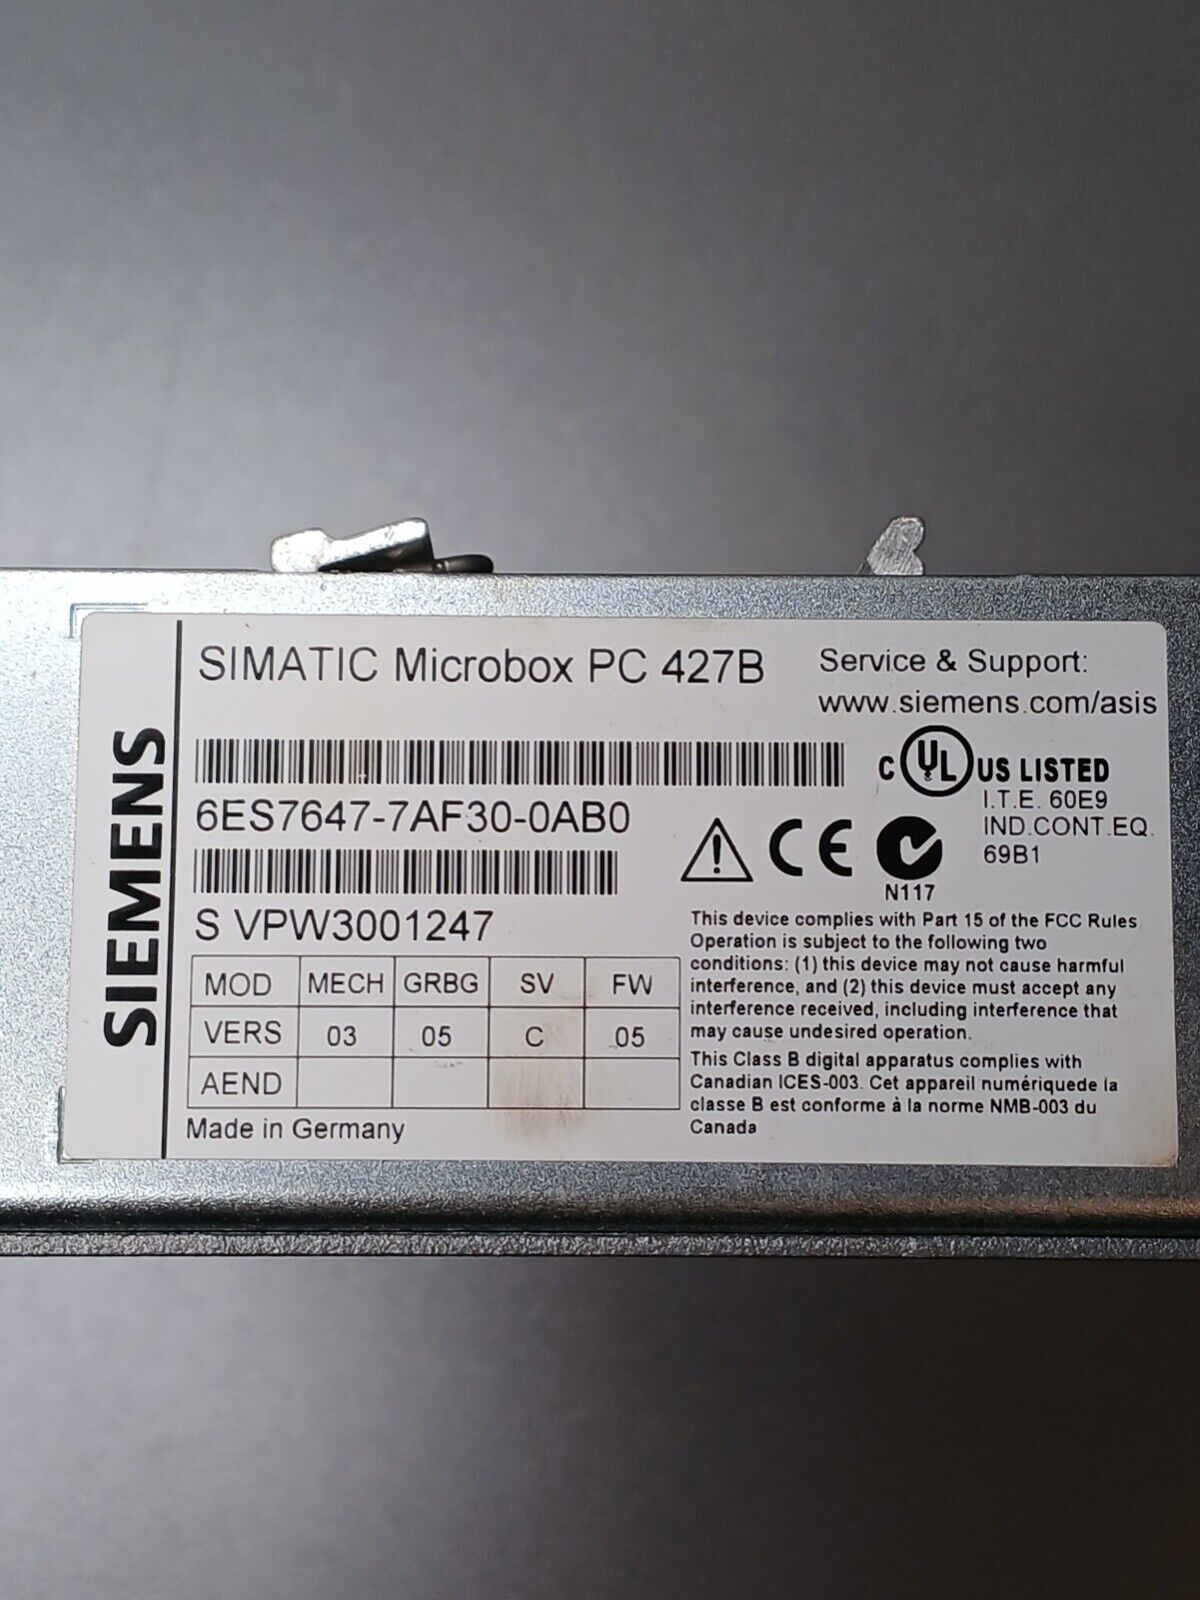 SIEMENS
SIMATIC Microbox PC 427B
Service & Support:
www.siemens.com/asis
6ES7647-7AF30-0AB0
S VPW3001247
C UL US LISTED
I.T.E. 60E9
IND.CONT.EQ.
69B1
CE
N117
MOD MECH GRBG SV FW
VERS 03 05 C 05
AEND
Made in Germany
This device complies with Part 15 of the FCC Rules
Operation is subject to the following two
conditions: (1) this device may not cause harmful
interference, and (2) this device must accept any
interference received, including interference that
may cause undesired operation.
This Class B digital apparatus complies with
Canadian ICES-003. Cet appareil numériquede la
classe B est conforme à la norme NMB-003 du
Canada